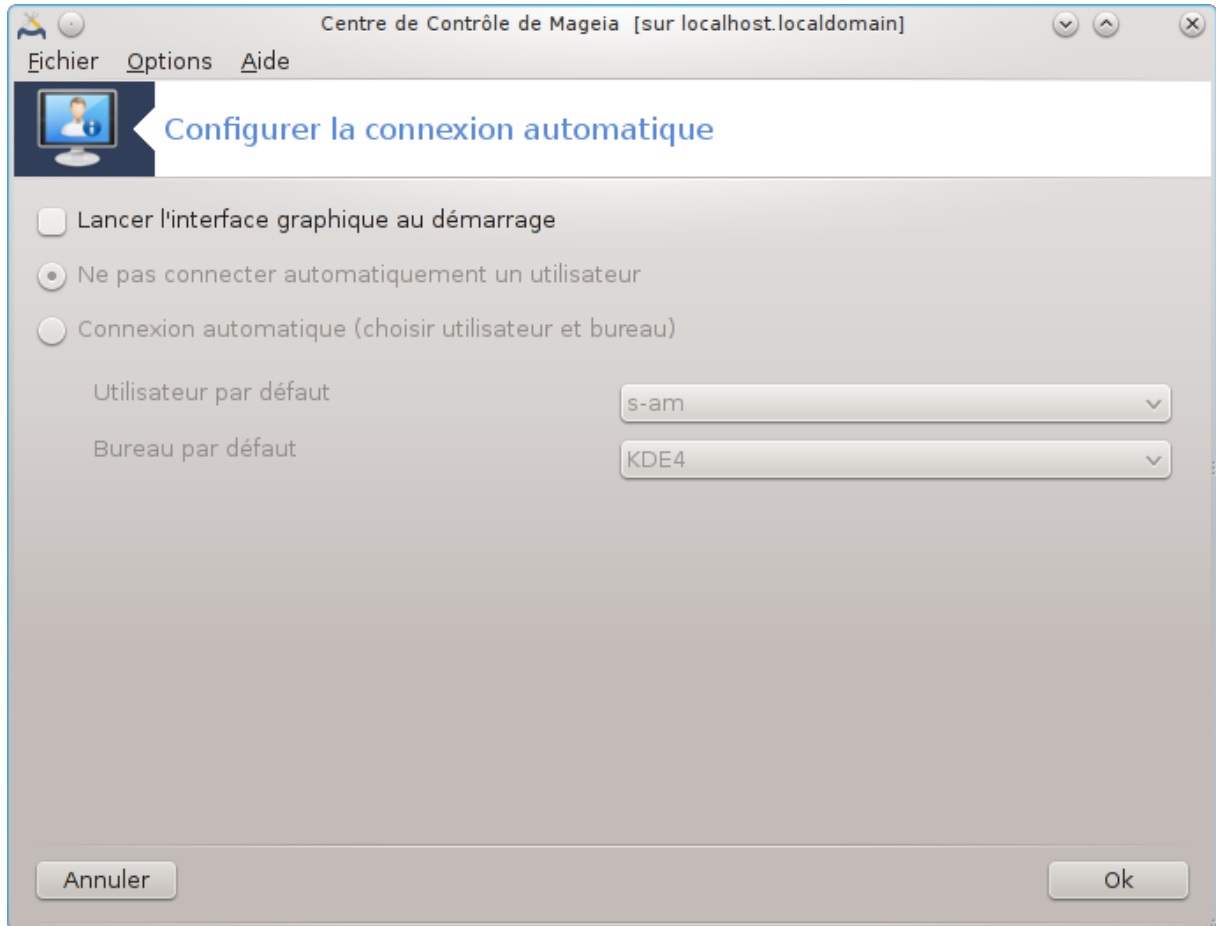 Centre de Contrôle de Mageia [sur localhost.localdomain]
Fichier Options Aide
Configurer la connexion automatique
Lancer l'interface graphique au démarrage
Ne pas connecter automatiquement un utilisateur
Connexion automatique (choisir utilisateur et bureau)
Utilisateur par défaut s-am
Bureau par défaut KDE4
Annuler Ok